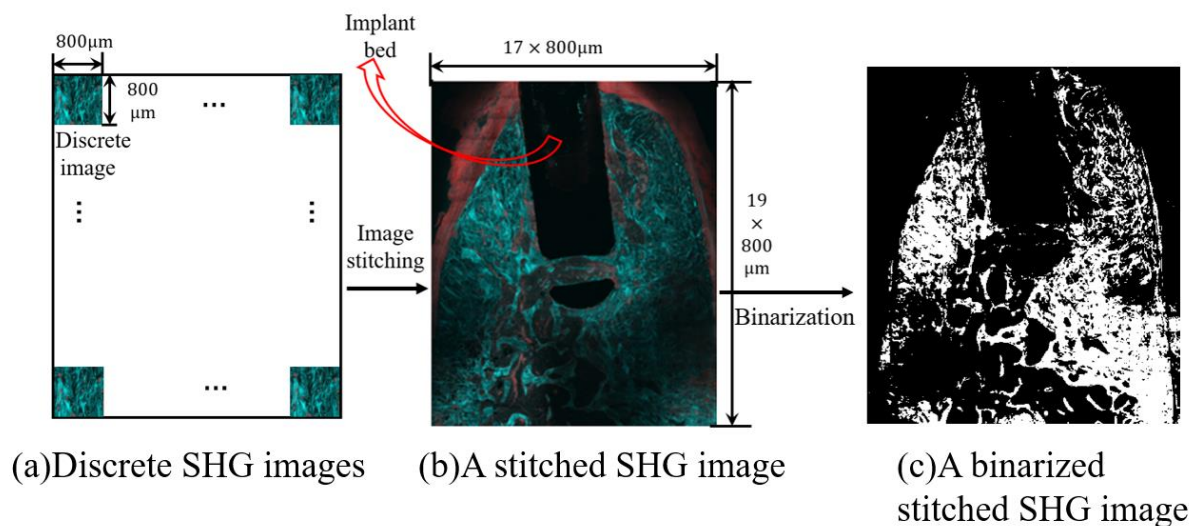 800μm
800
μm
...
Discrete
image
⋮
⋮
...
(a)Discrete SHG images
Image
stitching
Implant
bed
17 × 800μm
19
×
800
μm
(b)A stitched SHG image
Binarization
(c)A binarized
stitched SHG image